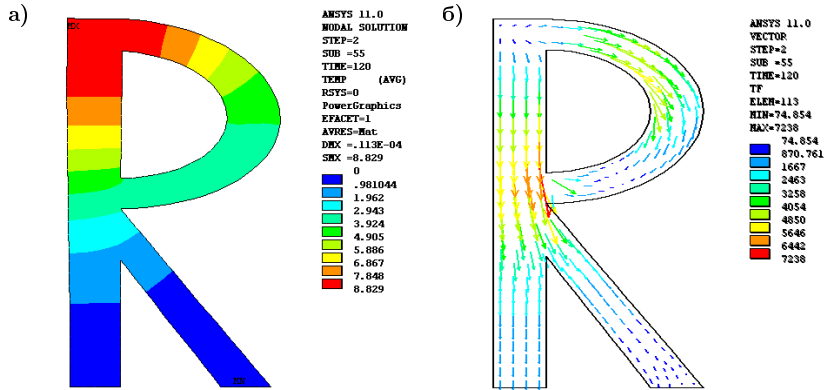 а)
MX
MN
ANSYS 11.0
NODAL SOLUTION
STEP=2
SUB =55
TIME=120
TEMP (AVG)
RSYS=0
PowerGraphics
EFACET=1
AVRES=Mat
DMX =.113E-04
SMX =8.829
0
.981044
1.962
2.943
3.924
4.905
5.886
6.867
7.848
8.829
б)
ANSYS 11.0
VECTOR
STEP=2
SUB =55
TIME=120
TF
ELEM=113
MIN=74.854
MAX=7238
74.854
870.761
1667
2463
3258
4054
4850
5646
6442
7238